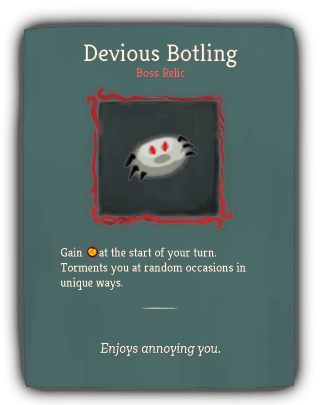 Devious Botling
Boss Relic
Gain at the start of your turn.
Torments you at random occasions in
unique ways.
Enjoys annoying you.